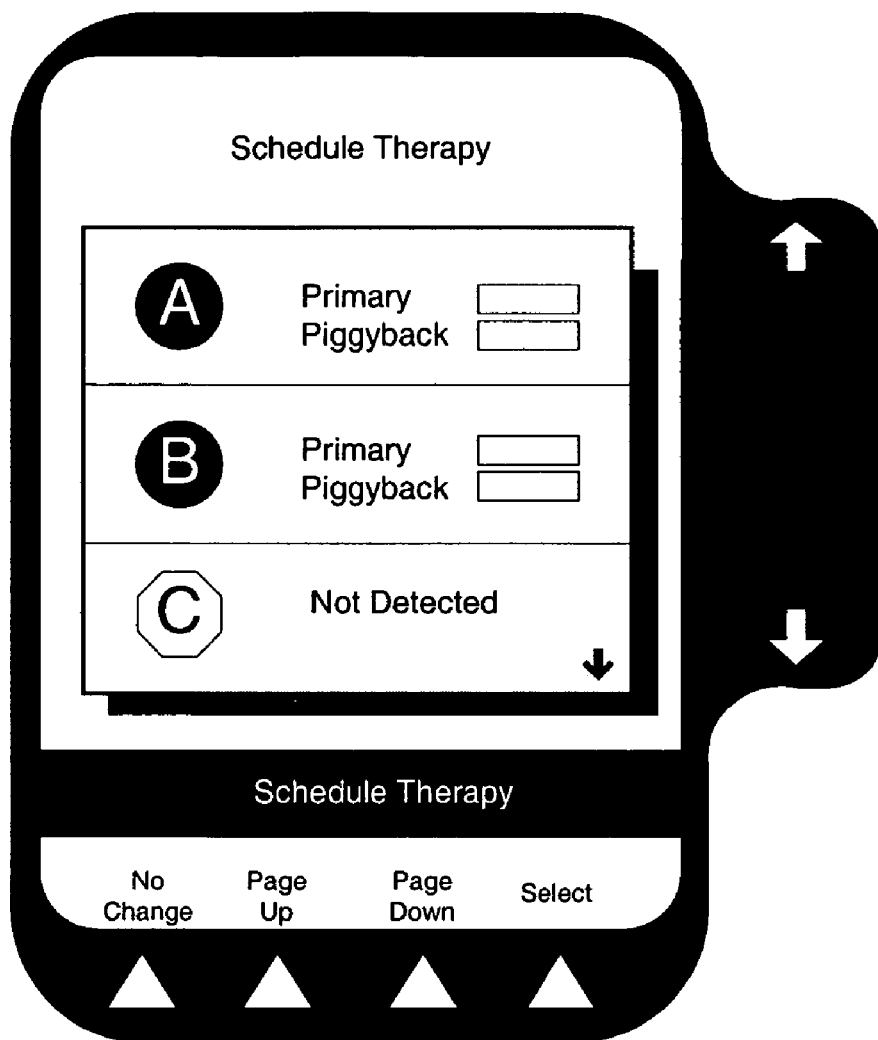 Schedule Therapy
A
Primary
Piggyback
B
Primary
Piggyback
C
Not Detected
Schedule Therapy
No Change
Page Up
Page Down
Select